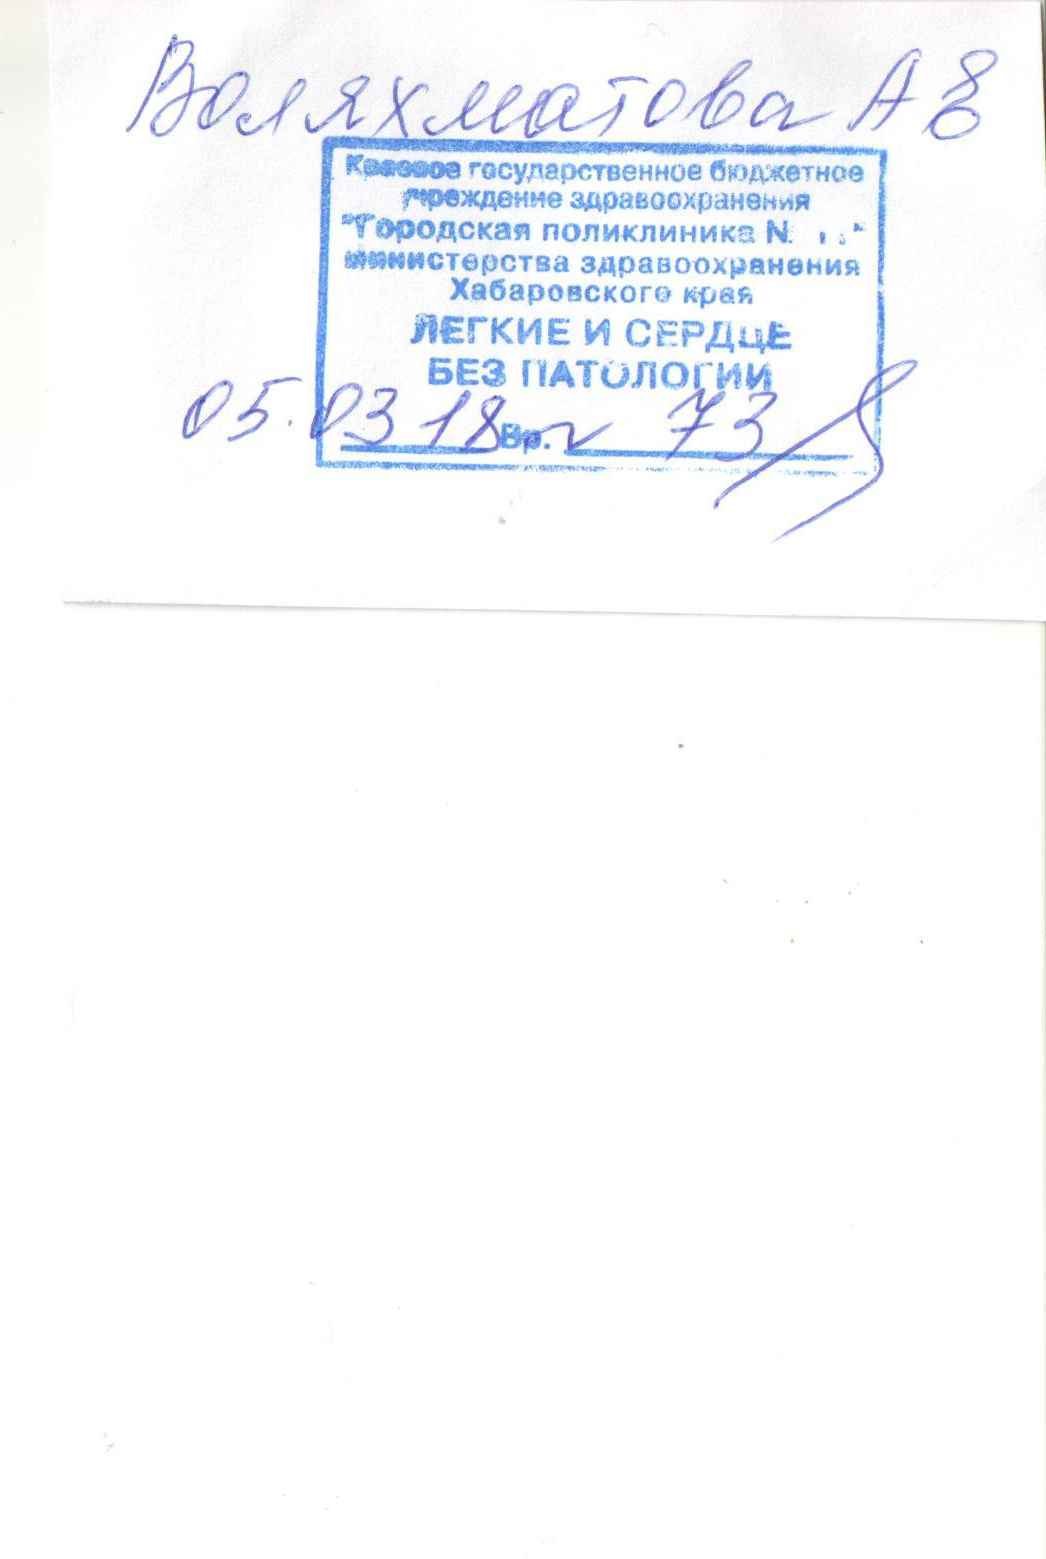 Воляхматова А Е
Краевое государственное бюджетное
учреждение здравоохранения
"Городская поликлиника N
министерства здравоохранения
Хабаровского края
ЛЕГКИЕ И СЕРДЦЕ
БЕЗ ПАТОЛОГИИ
05.03 18 Вр. 73